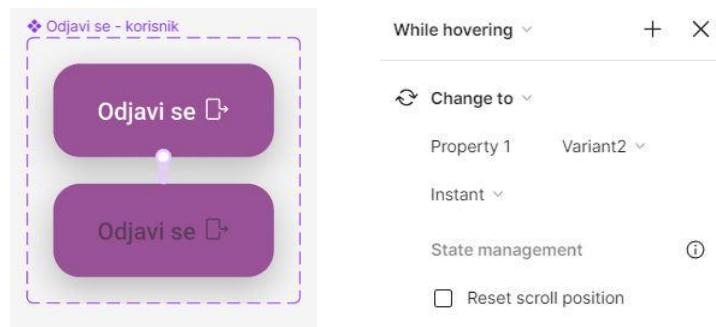 Odjavi se - korisnik
Odjavi se
Odjavi se
While hovering
Change to
Property 1 Variant2
Instant
State management
Reset scroll position